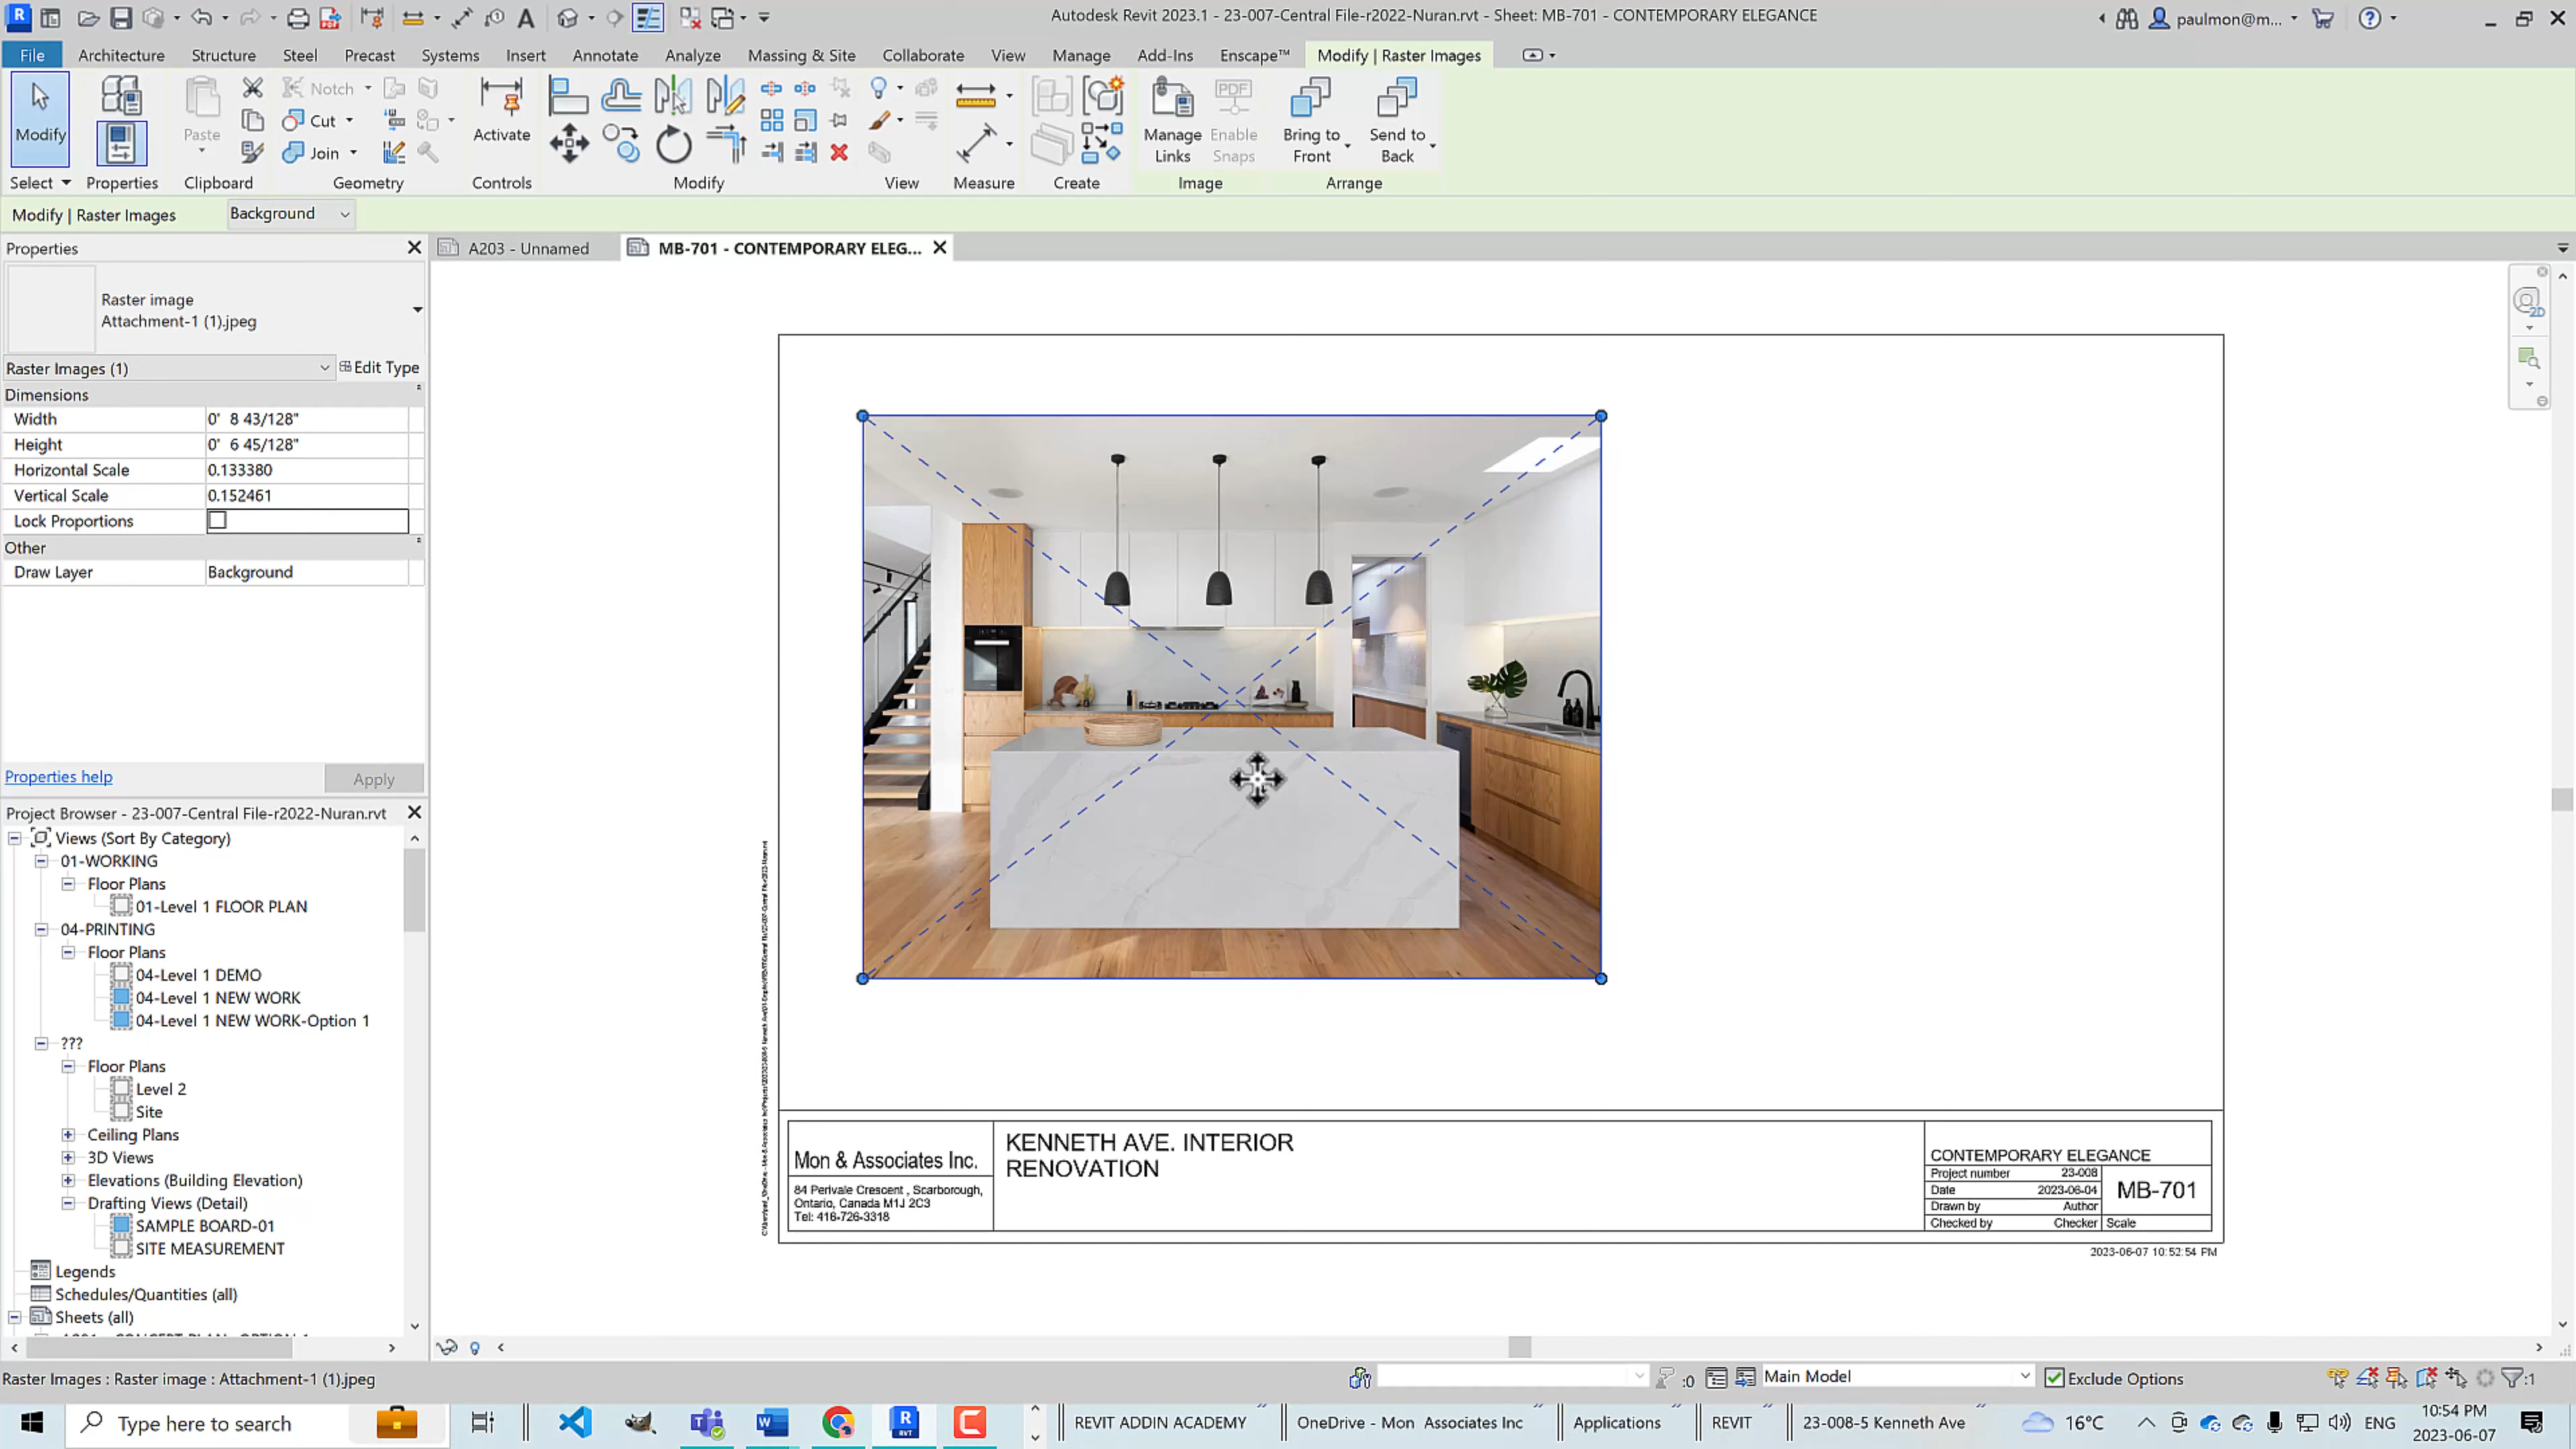 Autodesk Revit 2023.1 - 23-007-Central File-r2022-Nuran.rvt - Sheet: MB-701 - CONTEMPORARY ELEGANCE
paulmon@m...
File Architecture Structure Steel Precast Systems Insert Annotate Analyze Massing & Site Collaborate View Manage Add-Ins Enscape™ Modify | Raster Images
Modify
Paste
Notch
Cut
Join
Activate
Manage Links
PDF
Enable Snaps
Bring to Front
Send to Back
Select Properties Clipboard Geometry Controls Modify View Measure Create Image Arrange
Modify | Raster Images Background
Properties
A203 - Unnamed
MB-701 - CONTEMPORARY ELEG...
Raster image
Attachment-1 (1).jpeg
Raster Images (1) Edit Type
Dimensions
Width 0' 8 43/128"
Height 0' 6 45/128"
Horizontal Scale 0.133380
Vertical Scale 0.152461
Lock Proportions
Other
Draw Layer Background
Properties help Apply
Project Browser - 23-007-Central File-r2022-Nuran.rvt
Views (Sort By Category)
01-WORKING
Floor Plans
01-Level 1 FLOOR PLAN
04-PRINTING
Floor Plans
04-Level 1 DEMO
04-Level 1 NEW WORK
04-Level 1 NEW WORK-Option 1
???
Floor Plans
Level 2
Site
Ceiling Plans
3D Views
Elevations (Building Elevation)
Drafting Views (Detail)
SAMPLE BOARD-01
SITE MEASUREMENT
Legends
Schedules/Quantities (all)
Sheets (all)
Mon & Associates Inc.
84 Perivale Crescent , Scarborough,
Ontario, Canada M1J 2C3
Tel: 416-726-3318
KENNETH AVE. INTERIOR
RENOVATION
CONTEMPORARY ELEGANCE
Project number 23-008
Date 2023-06-04
Drawn by Author
Checked by Checker
MB-701
Scale
2023-06-07 10:52:54 PM
Raster Images : Raster image : Attachment-1 (1).jpeg
:0
Main Model
Exclude Options
:1
Type here to search
REVIT ADDIN ACADEMY
OneDrive - Mon Associates Inc
Applications
REVIT
23-008-5 Kenneth Ave
16°C
ENG
10:54 PM
2023-06-07